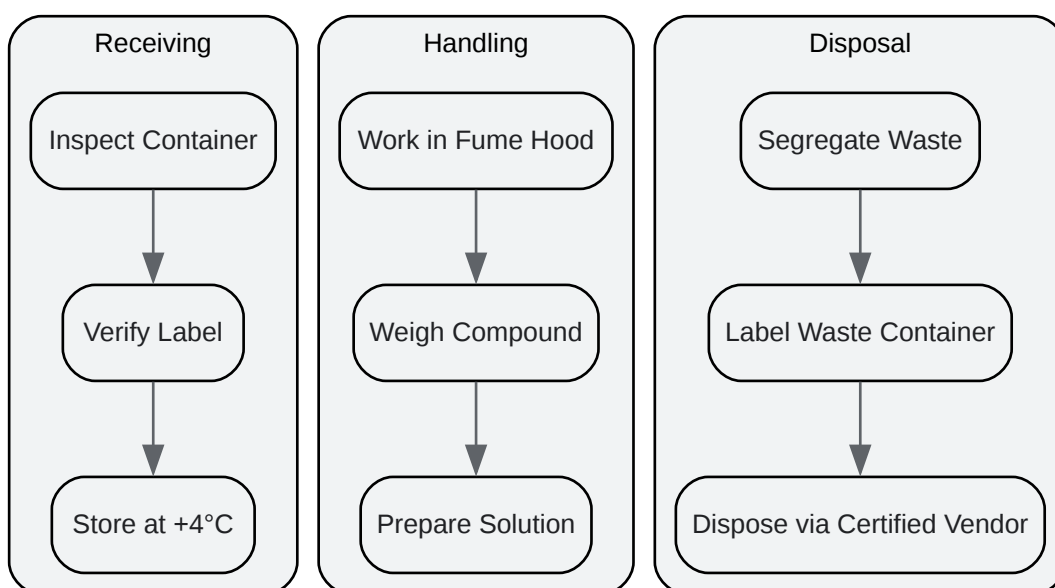 Receiving
Inspect Container
Verify Label
Store at +4°C
Handling
Work in Fume Hood
Weigh Compound
Prepare Solution
Disposal
Segregate Waste
Label Waste Container
Dispose via Certified Vendor